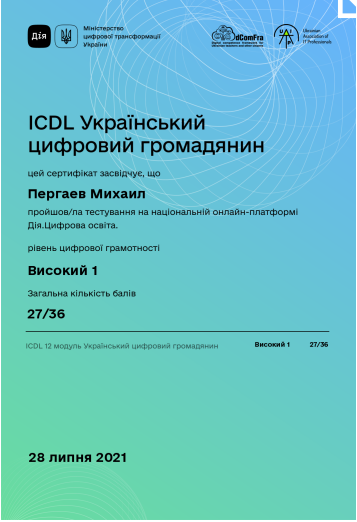 Дія
Міністерство
цифрової трансформації
України
dComFra
Ukrainian
Association of
IT Professionals
ICDL Український
цифровий громадянин
цей сертифікат засвідчує, що
Пергаев Михаил
пройшов/ла тестування на національній онлайн-платформі
Дія.Цифрова освіта.
рівень цифрової грамотності
Високий 1
Загальна кількість балів
27/36
ICDL 12 модуль Український цифровий громадянин Високий 1 27/36
28 липня 2021